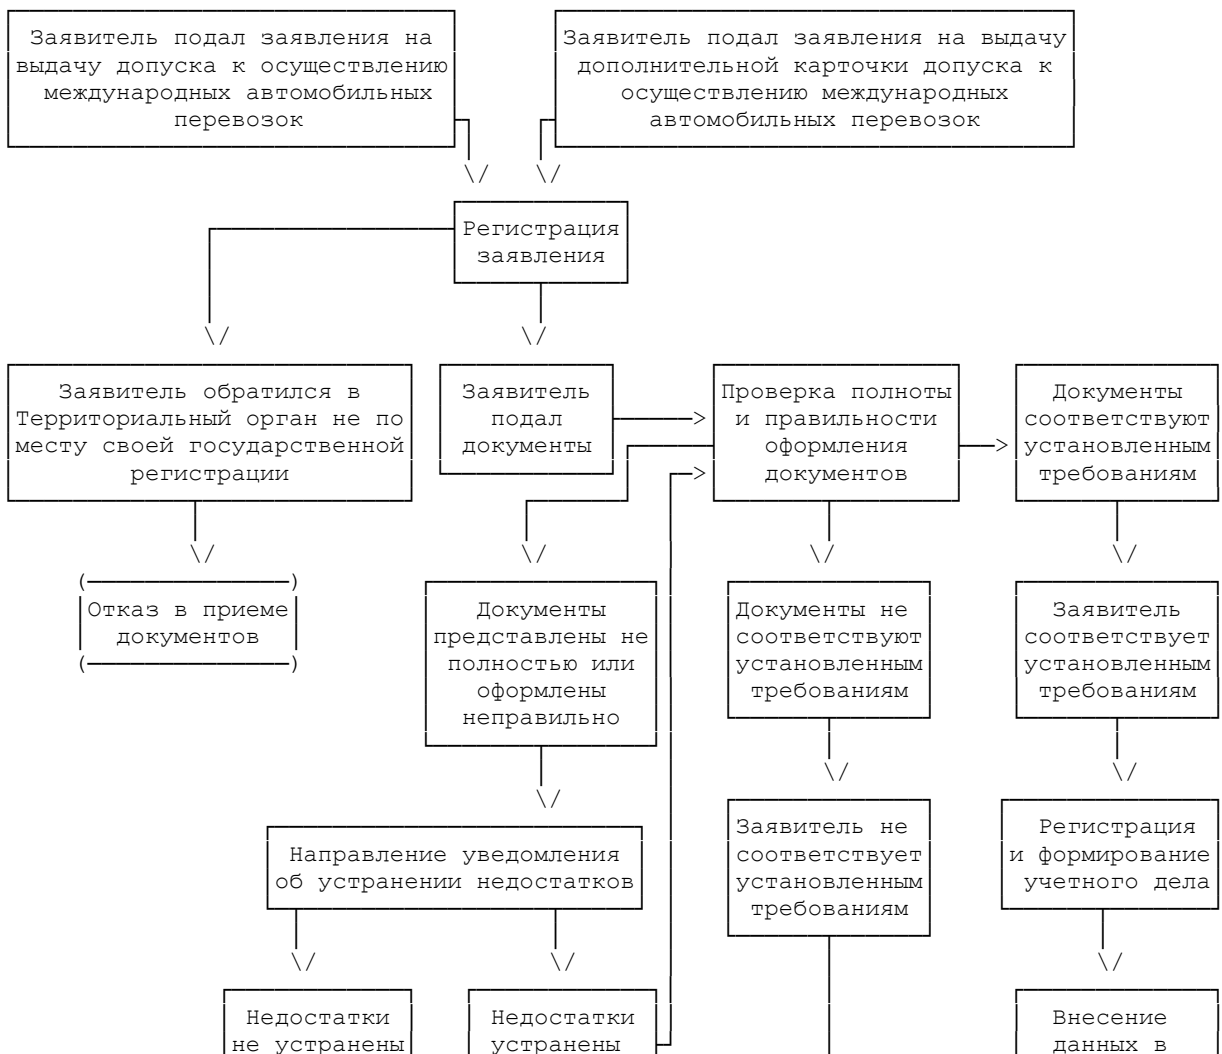 Заявитель подал заявления на
выдачу допуска к осуществлению
международных автомобильных
перевозок
Заявитель подал заявления на выдачу
дополнительной карточки допуска к
осуществлению международных
автомобильных перевозок
Регистрация
заявления
Заявитель обратился в
Территориальный орган не по
месту своей государственной
регистрации
Заявитель
подал
документы
Проверка полноты
и правильности
оформления
документов
Документы
соответствуют
установленным
требованиям
Отказ в приеме
документов
Документы
представлены не
полностью или
оформлены
неправильно
Документы не
соответствуют
установленным
требованиям
Заявитель
соответствует
установленным
требованиям
Направление уведомления
об устранении недостатков
Заявитель не
соответствует
установленным
требованиям
Регистрация
и формирование
учетного дела
Недостатки
не устранены
Недостатки
устранены
Внесение
данных в